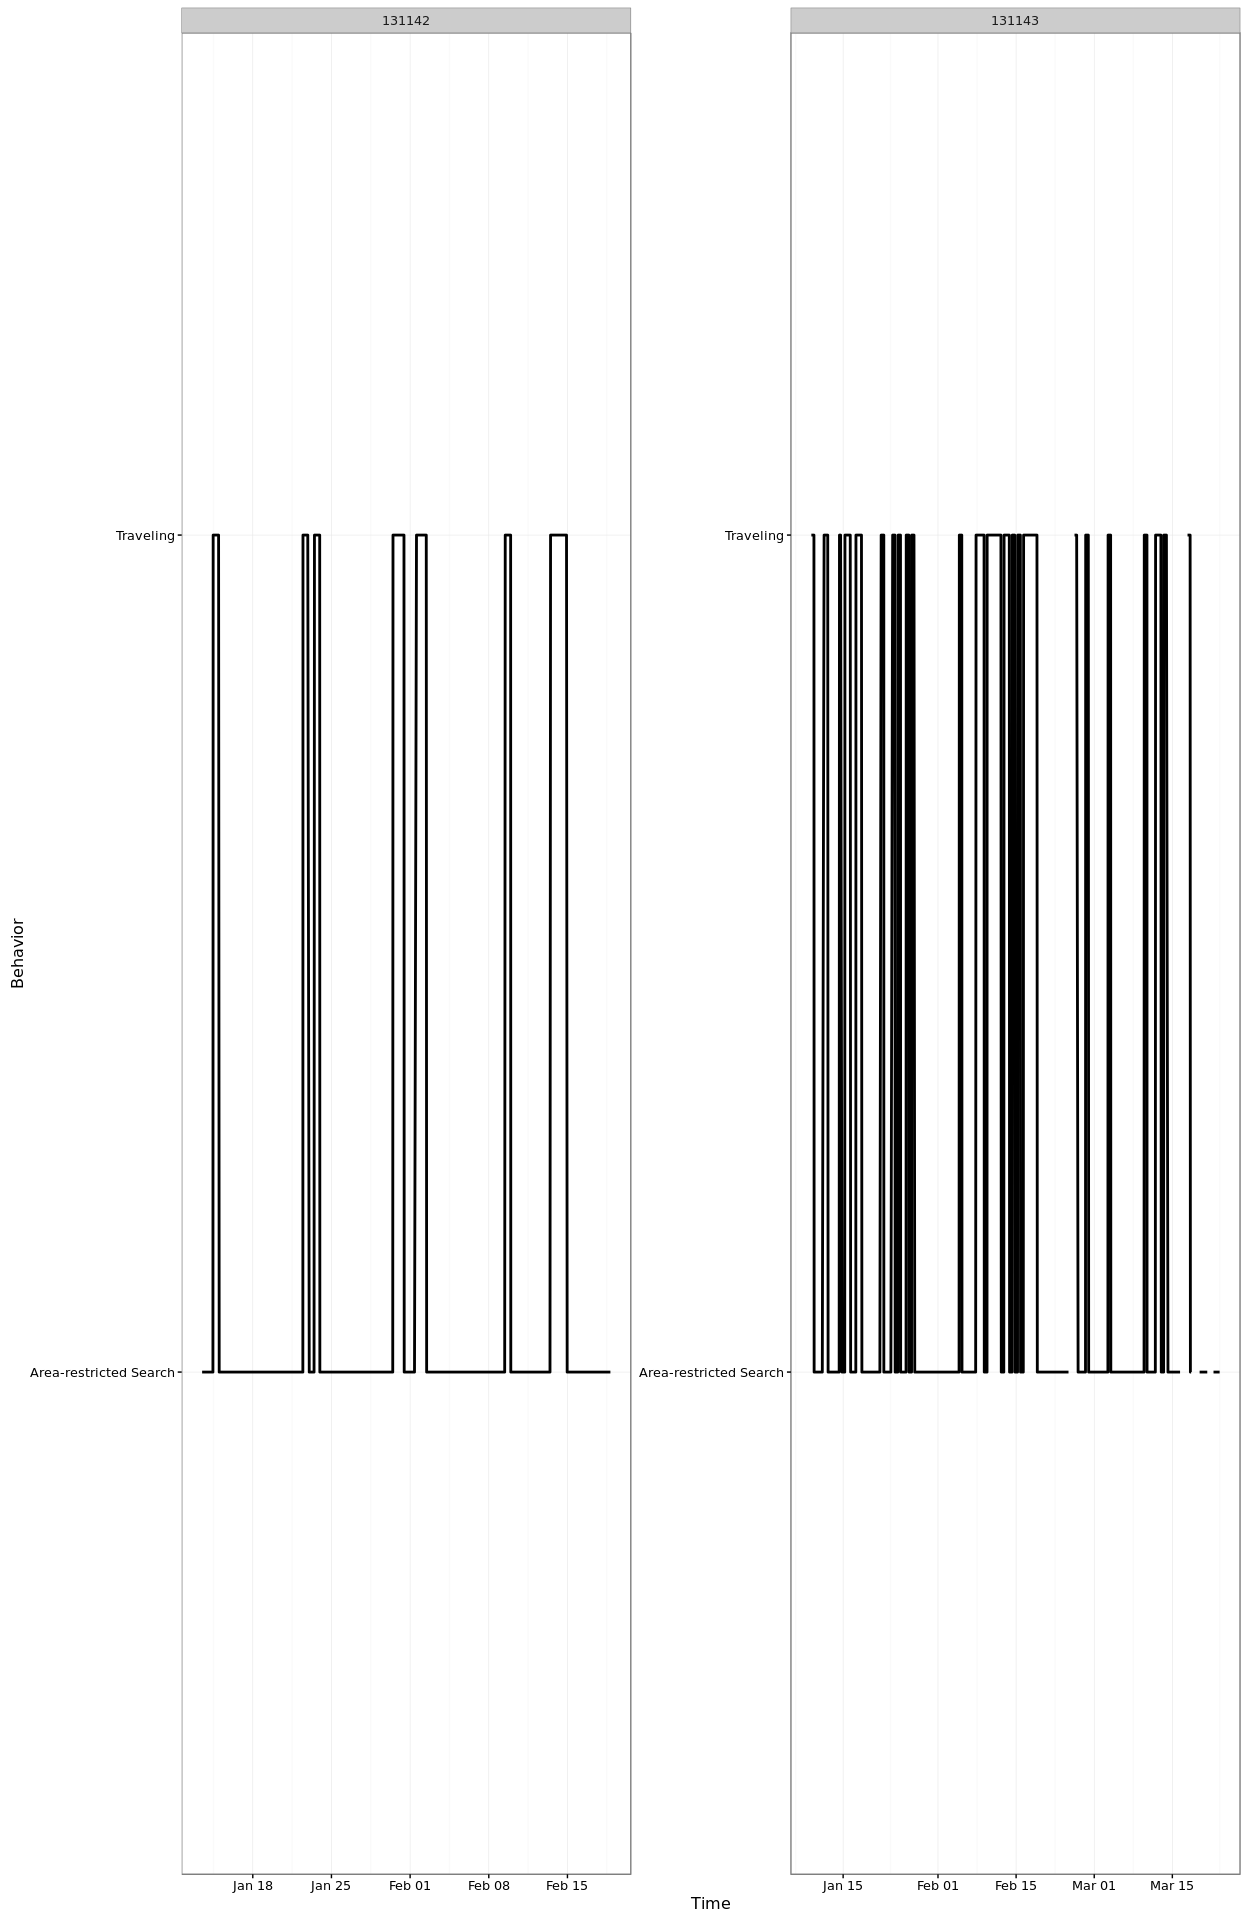 131142
131143
Behavior
Traveling
Traveling
Area-restricted Search
Area-restricted Search
Jan 18
Jan 25
Feb 01
Feb 08
Feb 15
Jan 15
Feb 01
Feb 15
Mar 01
Mar 15
Time